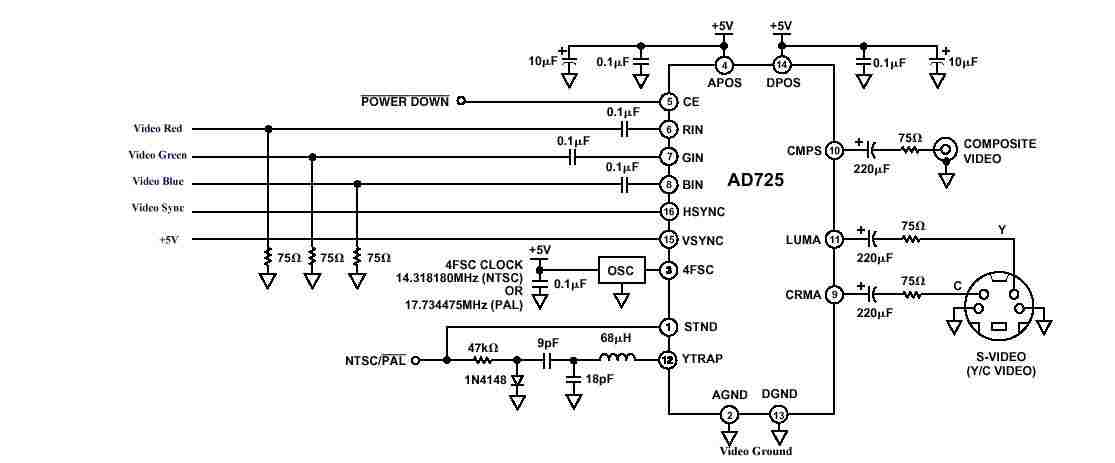 +5V
+5V
10µF
0.1µF
0.1µF
10µF
4
14
APOS
DPOS
POWER DOWN
5
CE
0.1µF
Video Red
6
RIN
0.1µF
75Ω
COMPOSITE
VIDEO
Video Green
7
GIN
CMPS
10
0.1µF
220µF
Video Blue
8
BIN
AD725
Video Sync
16
HSYNC
75Ω
Y
+5V
15
VSYNC
LUMA
11
75Ω
75Ω
75Ω
+5V
220µF
4FSC CLOCK
14.318180MHz (NTSC)
OR
17.734475MHz (PAL)
0.1µF
OSC
3
4FSC
75Ω
C
CRMA
9
220µF
1
STND
9pF
68µH
47kΩ
NTSC/PAL
12
YTRAP
S-VIDEO
(Y/C VIDEO)
1N4148
18pF
AGND
DGND
2
13
Video Ground